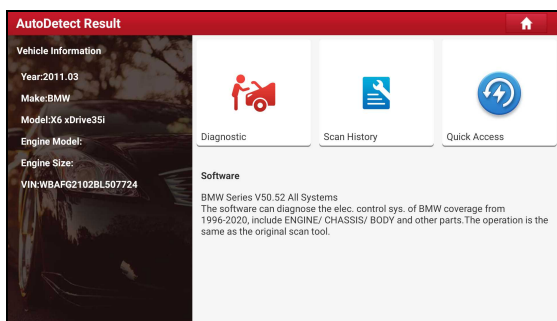 AutoDetect Result
Vehicle Information
Year:2011.03
Make:BMW
Model:X6 xDrive35i
Engine Model:
Engine Size:
VIN:WBAFG2102BL507724
Diagnostic
Scan History
Quick Access
Software
BMW Series V50.52 All Systems
The software can diagnose the elec. control sys. of BMW coverage from
1996-2020, include ENGINE/ CHASSIS/ BODY and other parts.The operation is the
same as the original scan tool.